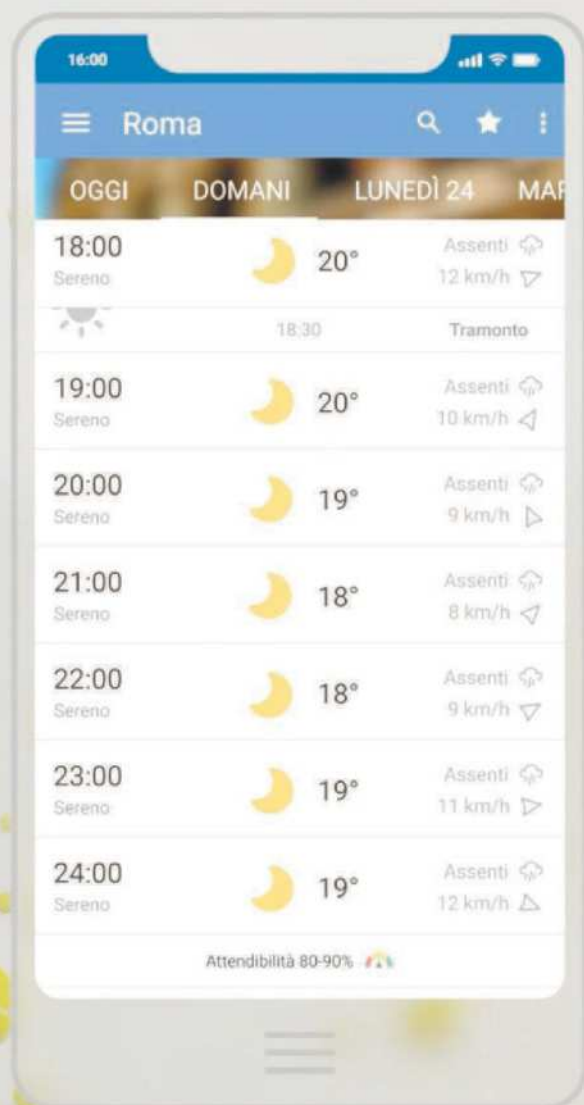 16:00
Roma
OGGI DOMANI LUNEDÌ 24 MAR
18:00 20° Assenti
Sereno 12 km/h
18:30 Tramonto
19:00 20° Assenti
Sereno 10 km/h
20:00 19° Assenti
Sereno 9 km/h
21:00 18° Assenti
Sereno 8 km/h
22:00 18° Assenti
Sereno 9 km/h
23:00 19° Assenti
Sereno 11 km/h
24:00 19° Assenti
Sereno 12 km/h
Attendibilità 80-90%